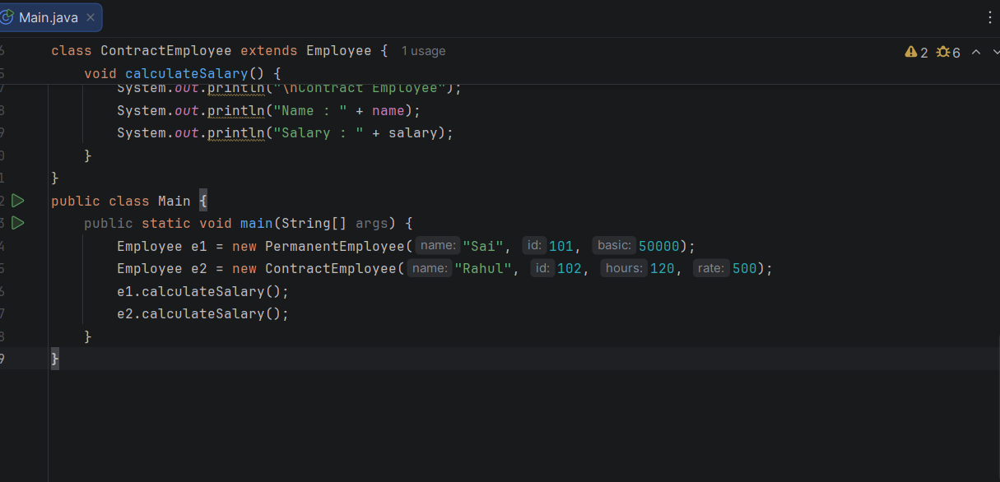 Main.java
class ContractEmployee extends Employee { 1 usage
2 6
void calculateSalary() {
System.out.println("\nContract Employee");
System.out.println("Name : " + name);
System.out.println("Salary : " + salary);
}
}
public class Main {
public static void main(String[] args) {
Employee e1 = new PermanentEmployee( name: "Sai", id: 101, basic: 50000);
Employee e2 = new ContractEmployee( name: "Rahul", id: 102, hours: 120, rate: 500);
e1.calculateSalary();
e2.calculateSalary();
}
}